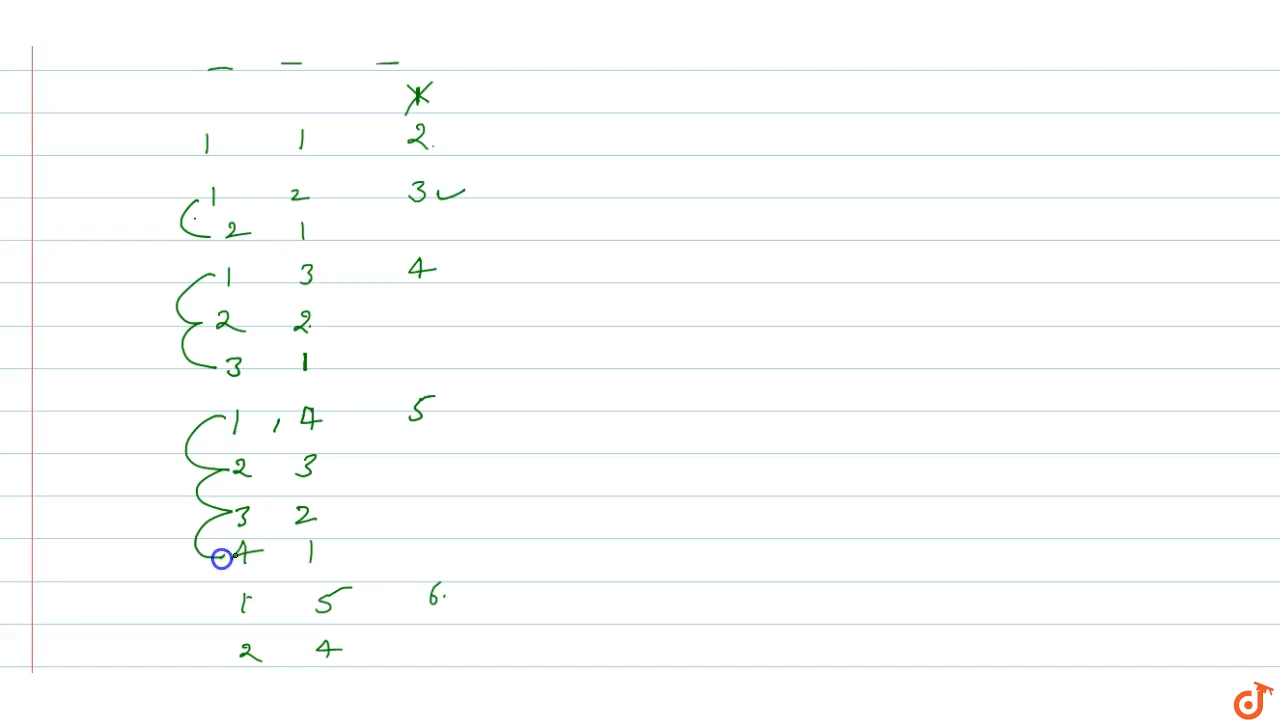 — — —
1
1 1 2.
1 2 3 ✓
2 1
1 3 4
2 2.
3 1
1 , 4 5
2 3
3 2
4 1
1 5 6.
2 4